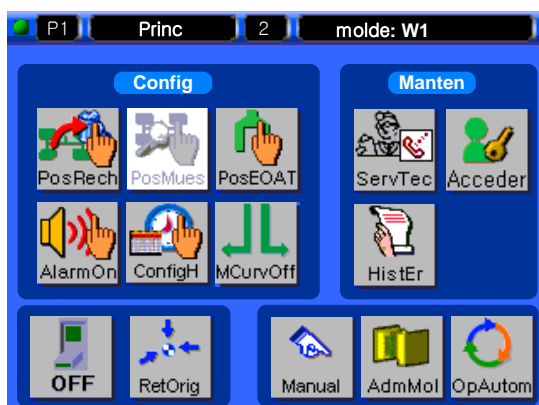 P1 Princ 2 molde: W1
Config Manten
PosRech PosMues PosEOAT ServTec Acceder
AlarmOn ConfigH MCurvOff HistEr
OFF RetOrig Manual AdmMol OpAutom